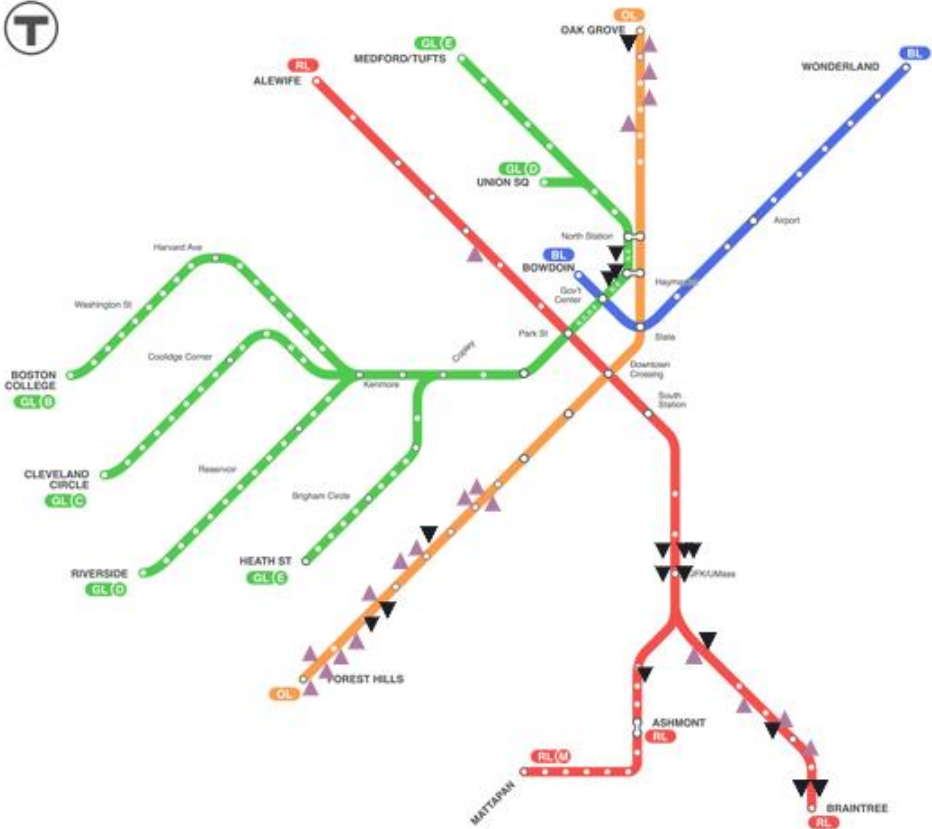 T
OL
OAK GROVE
GL E
MEDFORD/TUFTS
BL
WONDERLAND
RL
ALEWIFE
GL D
UNION SQ
Airport
North Station
BL
BOWDOIN
Harvard Ave
Gov't
Center
Washington St
Park St
State
Coolidge Corner
Copley
Downtown
Crossing
BOSTON
COLLEGE
GL B
Kenmore
South
Station
CLEVELAND
CIRCLE
GL C
Reservoir
Brigham Circle
HEATH ST
GL E
RIVERSIDE
GL D
JFK/UMass
FOREST HILLS
OL
ASHMONT
RL
RL M
MATTAPAN
BRAINTREE
RL